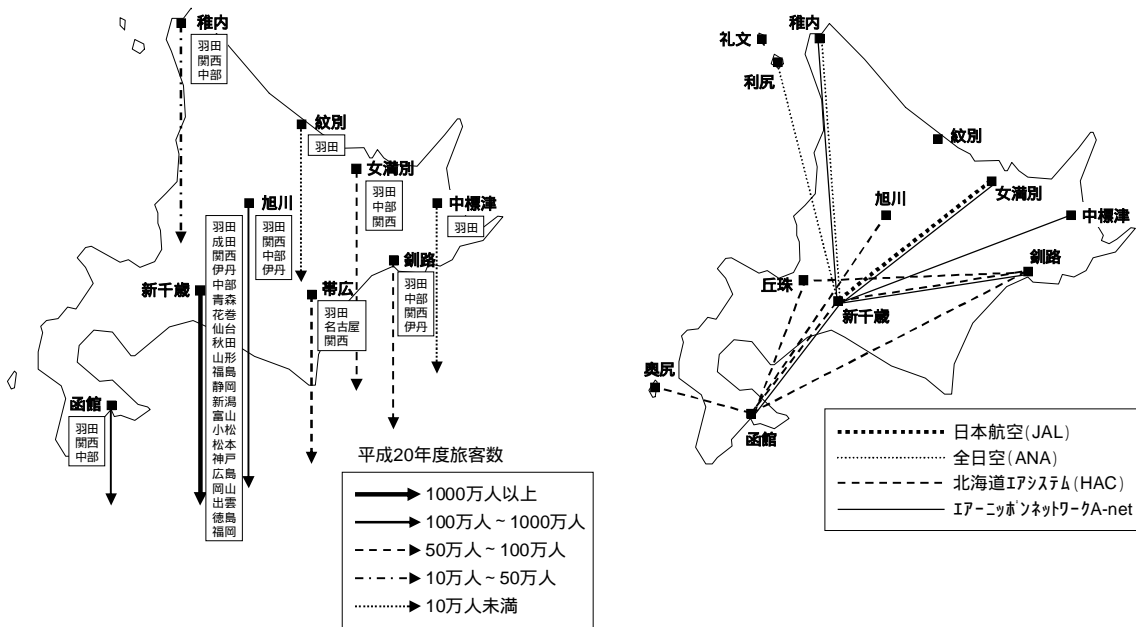 稚内
羽田
関西
中部
紋別
羽田
女満別
羽田
中部
関西
旭川
羽田
関西
中部
伊丹
中標津
羽田
釧路
羽田
中部
関西
伊丹
帯広
羽田
名古屋
関西
新千歳
羽田
成田
関西
伊丹
中部
青森
花巻
仙台
秋田
山形
福島
静岡
新潟
富山
小松
松本
神戸
広島
岡山
出雲
徳島
福岡
函館
羽田
関西
中部
平成20年度旅客数
1000万人以上
100万人~1000万人
50万人~100万人
10万人~50万人
10万人未満
稚内
礼文
利尻
紋別
女満別
旭川
中標津
釧路
丘珠
新千歳
奥尻
函館
日本航空(JAL)
全日空(ANA)
北海道ｴｱｼｽﾃﾑ(HAC)
ｴｱｰﾆｯﾎﾟﾝﾈｯﾄﾜｰｸA-net